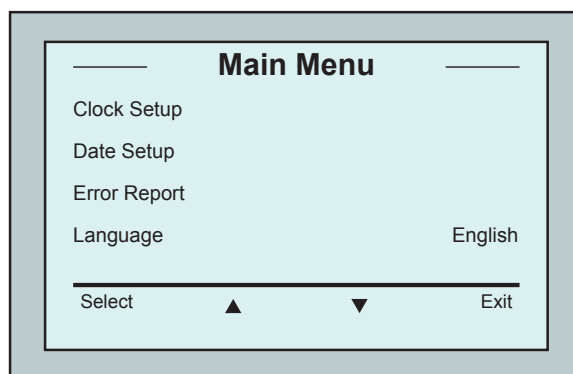 Main Menu
Clock Setup
Date Setup
Error Report
Language English
Select ▲ ▼ Exit